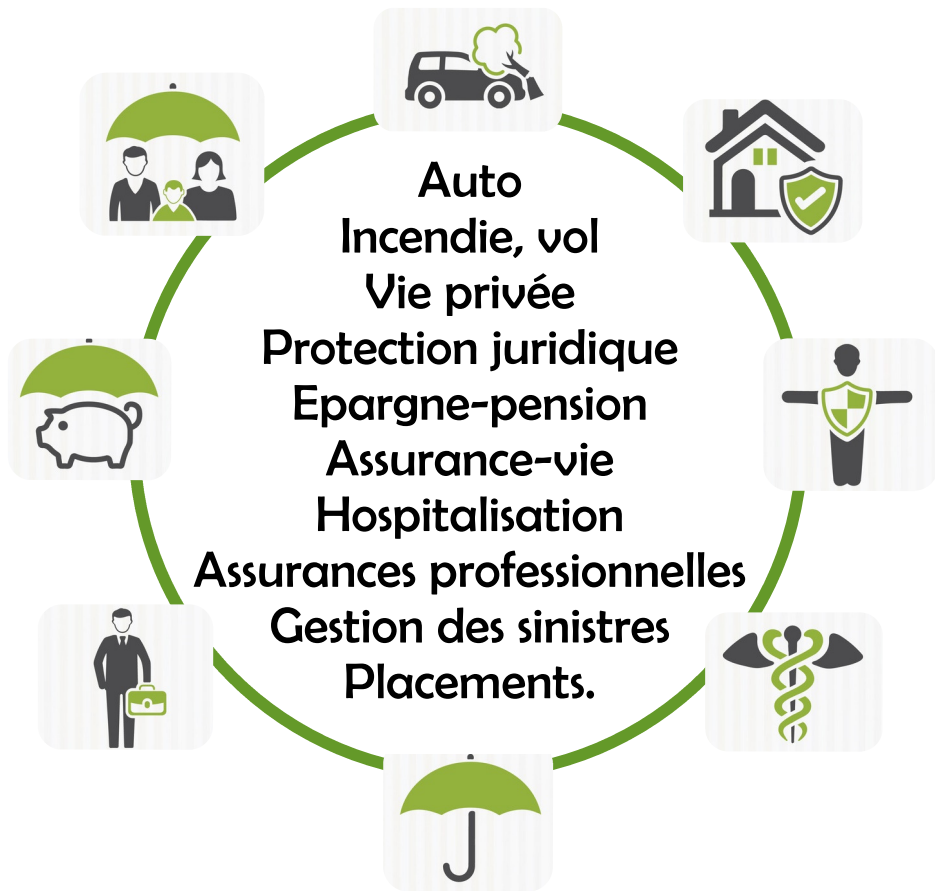 Auto
Incendie, vol
Vie privée
Protection juridique
Epargne-pension
Assurance-vie
Hospitalisation
Assurances professionnelles
Gestion des sinistres
Placements.